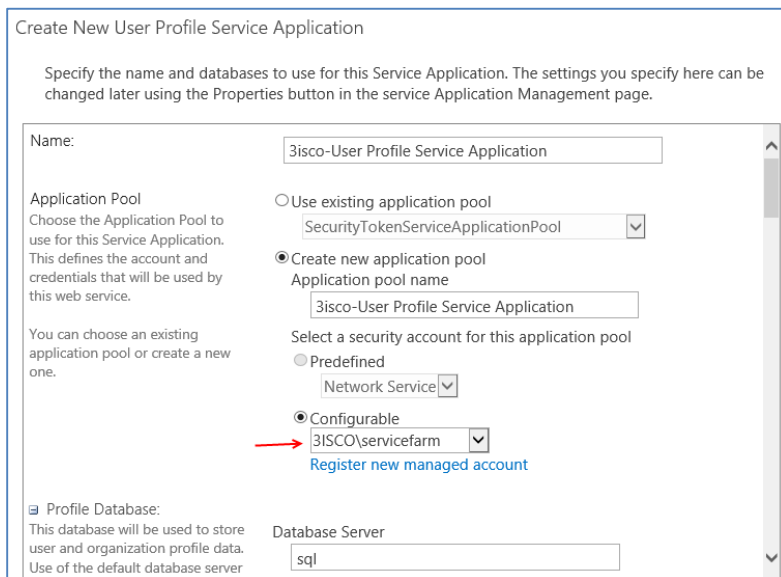 Create New User Profile Service Application
Specify the name and databases to use for this Service Application. The settings you specify here can be
changed later using the Properties button in the service Application Management page.
Name:
3isco-User Profile Service Application
Application Pool
Choose the Application Pool to
use for this Service Application.
This defines the account and
credentials that will be used by
this web service.
You can choose an existing
application pool or create a new
one.
Use existing application pool
SecurityTokenServiceApplicationPool
Create new application pool
Application pool name
3isco-User Profile Service Application
Select a security account for this application pool
Predefined
Network Service
Configurable
3ISCO\servicefarm
Register new managed account
Profile Database:
This database will be used to store
user and organization profile data.
Use of the default database server
Database Server
sql